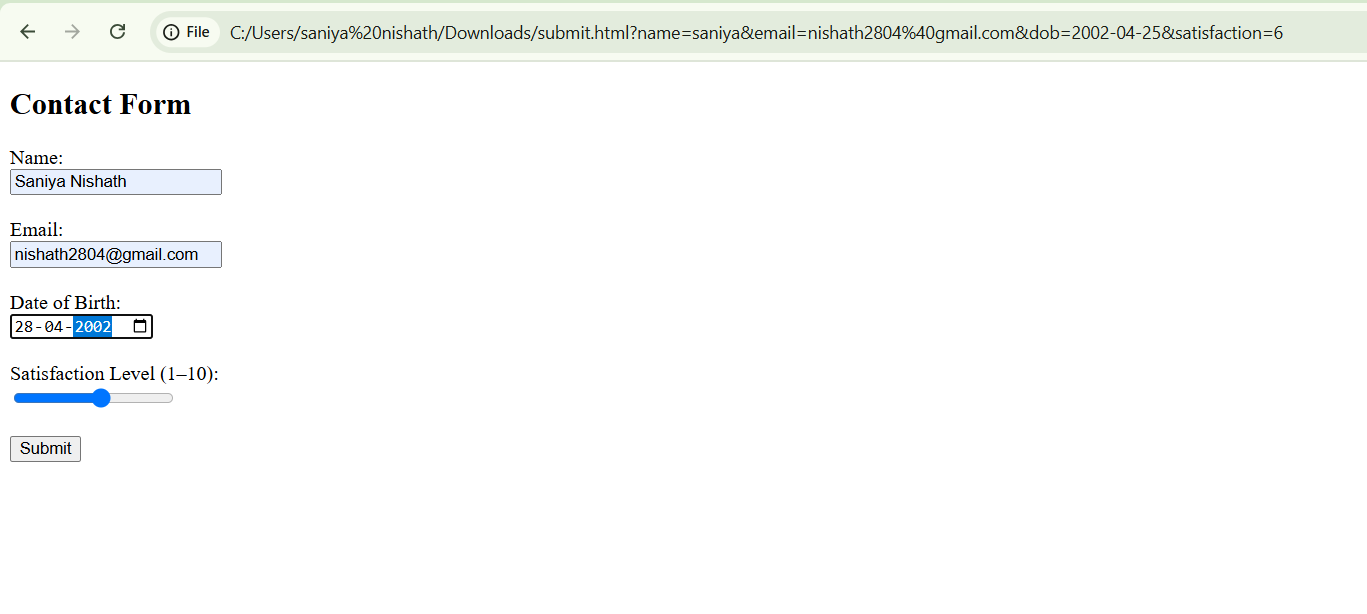 File C:/Users/saniya%20nishath/Downloads/submit.html?name=saniya&email=nishath2804%40gmail.com&dob=2002-04-25&satisfaction=6
Contact Form
Name:
Saniya Nishath
Email:
nishath2804@gmail.com
Date of Birth:
28-04-2002
Satisfaction Level (1–10):
Submit